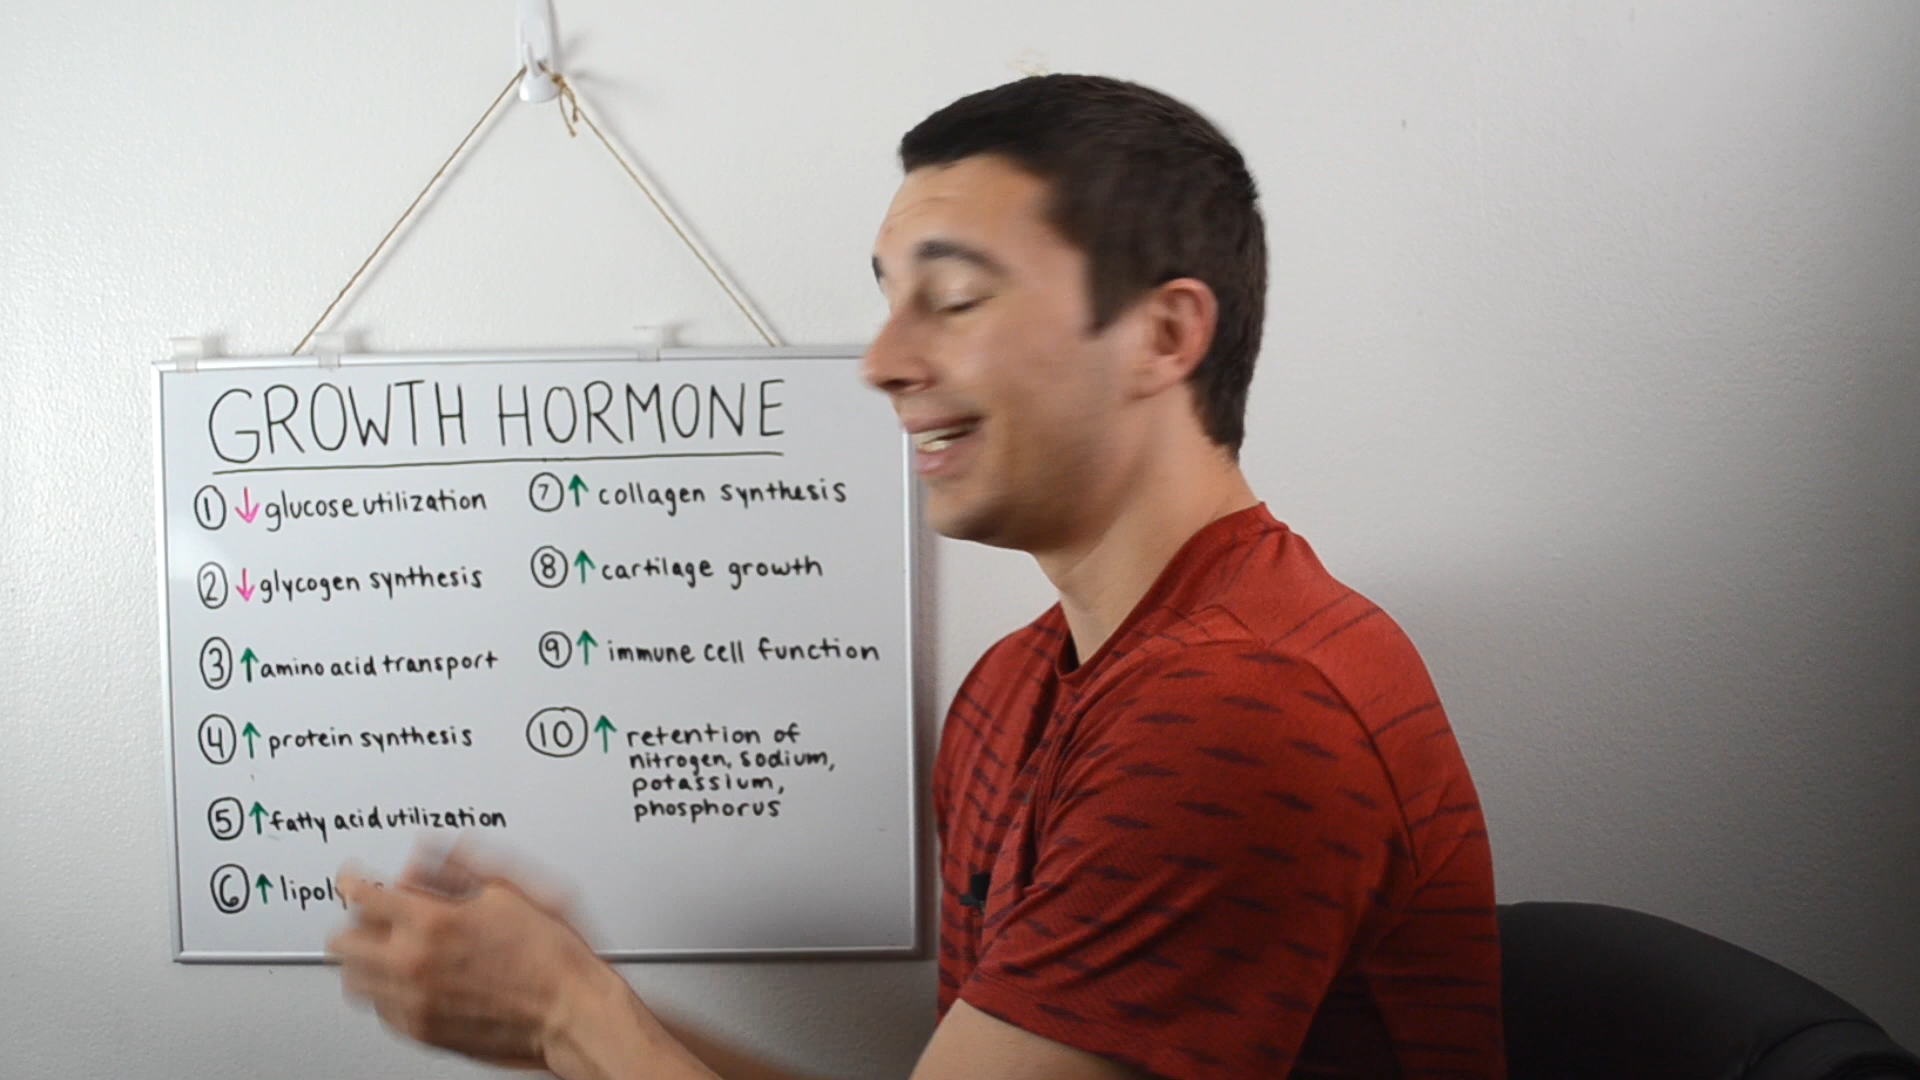 GROWTH HORMONE
① ↓ glucose utilization
② ↓ glycogen synthesis
③ ↑ amino acid transport
④ ↑ protein synthesis
⑤ ↑ fatty acid utilization
⑥ ↑
⑦ ↑ collagen synthesis
⑧ ↑ cartilage growth
⑨ ↑ immune cell function
⑩ ↑ retention of
nitrogen, sodium,
potassium,
phosphorus